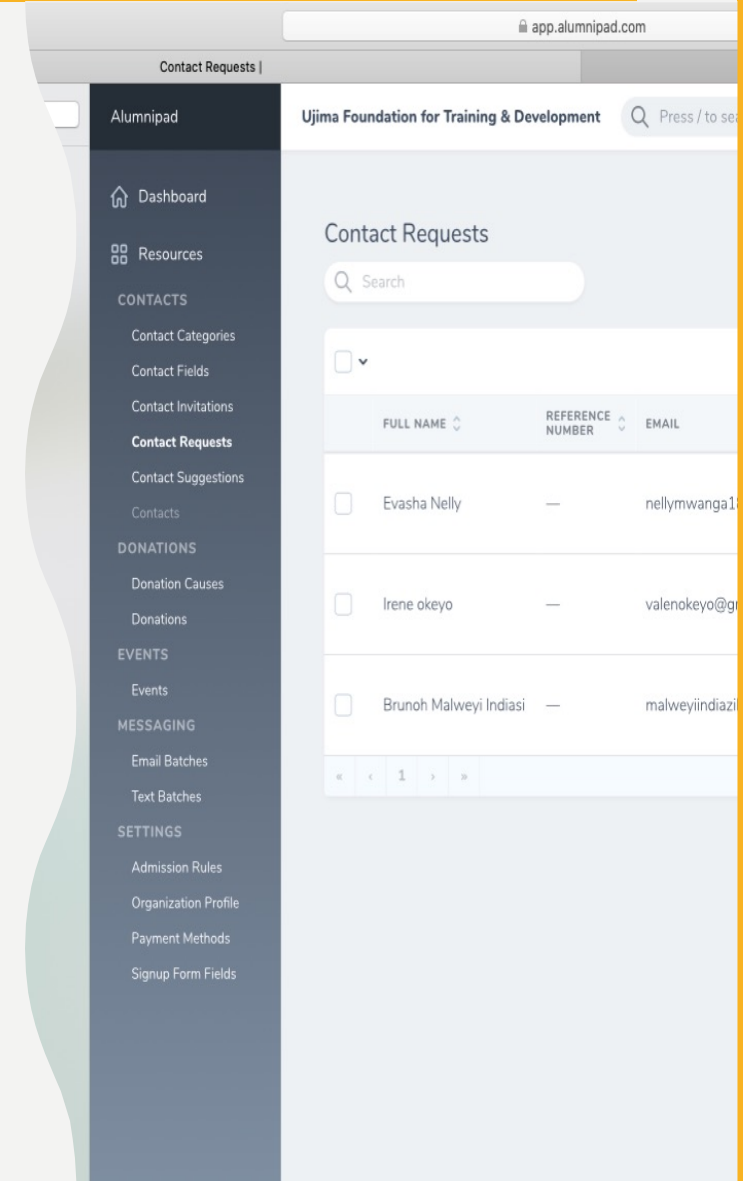 app.alumnipad.com
Contact Requests |
Alumnipad
Ujima Foundation for Training & Development
Press / to sea
Dashboard
Resources
CONTACTS
Contact Categories
Contact Fields
Contact Invitations
Contact Requests
Contact Suggestions
Contacts
DONATIONS
Donation Causes
Donations
EVENTS
Events
MESSAGING
Email Batches
Text Batches
SETTINGS
Admission Rules
Organization Profile
Payment Methods
Signup Form Fields
Contact Requests
Search
FULL NAME REFERENCE NUMBER EMAIL
Evasha Nelly — nellymwanga18
Irene okeyo — valenokeyo@gm
Brunoh Malweyi Indiasi — malweyiindiazi
« ‹ 1 › »